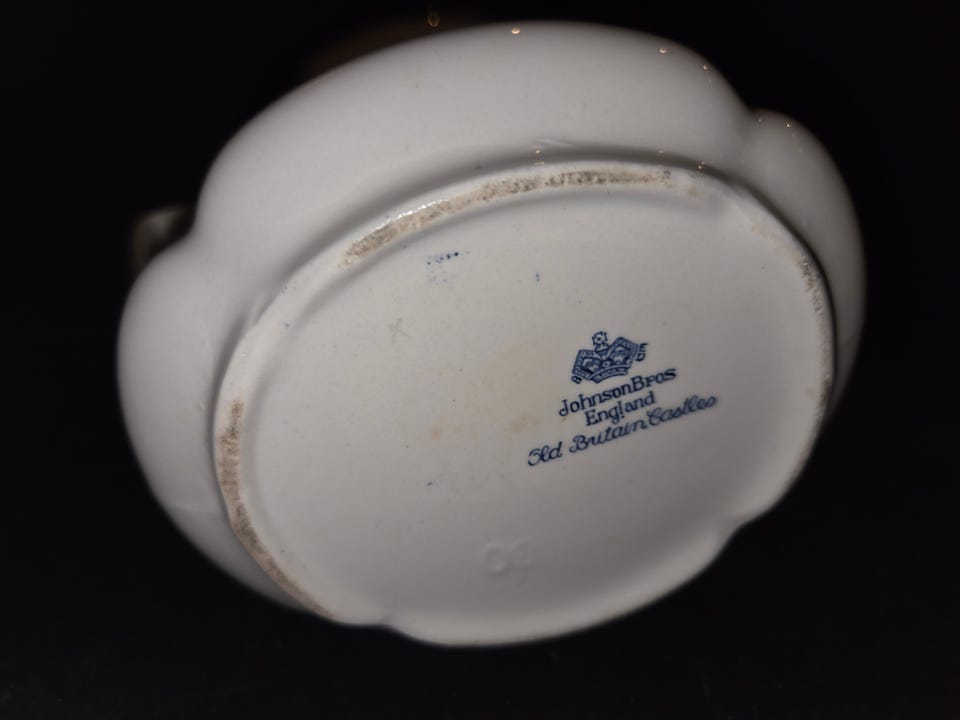 Johnson Bros
England
Old Britain Castles